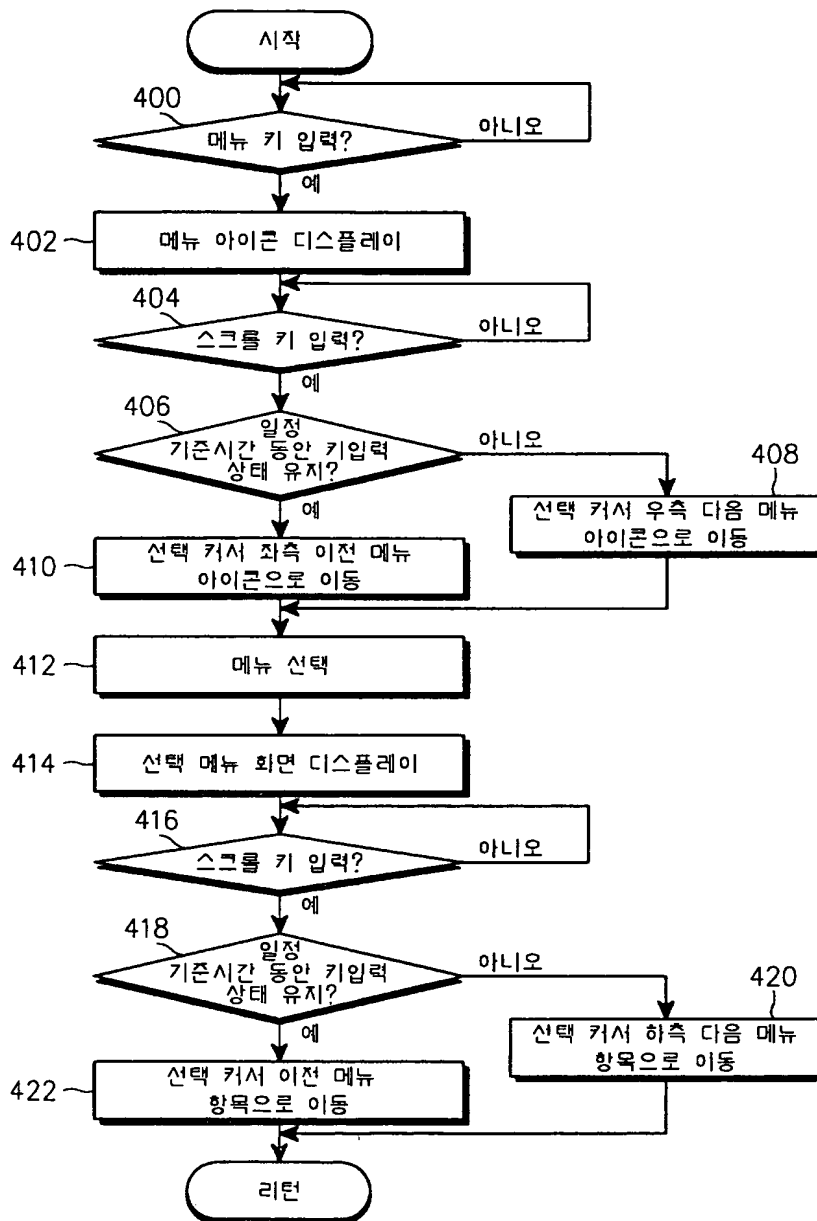 시작
400
메뉴 키 입력?
아니오
예
402
메뉴 아이콘 디스플레이
404
스크롤 키 입력?
아니오
예
406
일정
기준시간 동안 키입력
상태 유지?
아니오
예
408
선택 커서 우측 다음 메뉴
아이콘으로 이동
410
선택 커서 좌측 이전 메뉴
아이콘으로 이동
412
메뉴 선택
414
선택 메뉴 화면 디스플레이
416
스크롤 키 입력?
아니오
예
418
일정
기준시간 동안 키입력
상태 유지?
아니오
예
420
선택 커서 하측 다음 메뉴
항목으로 이동
422
선택 커서 이전 메뉴
항목으로 이동
리턴